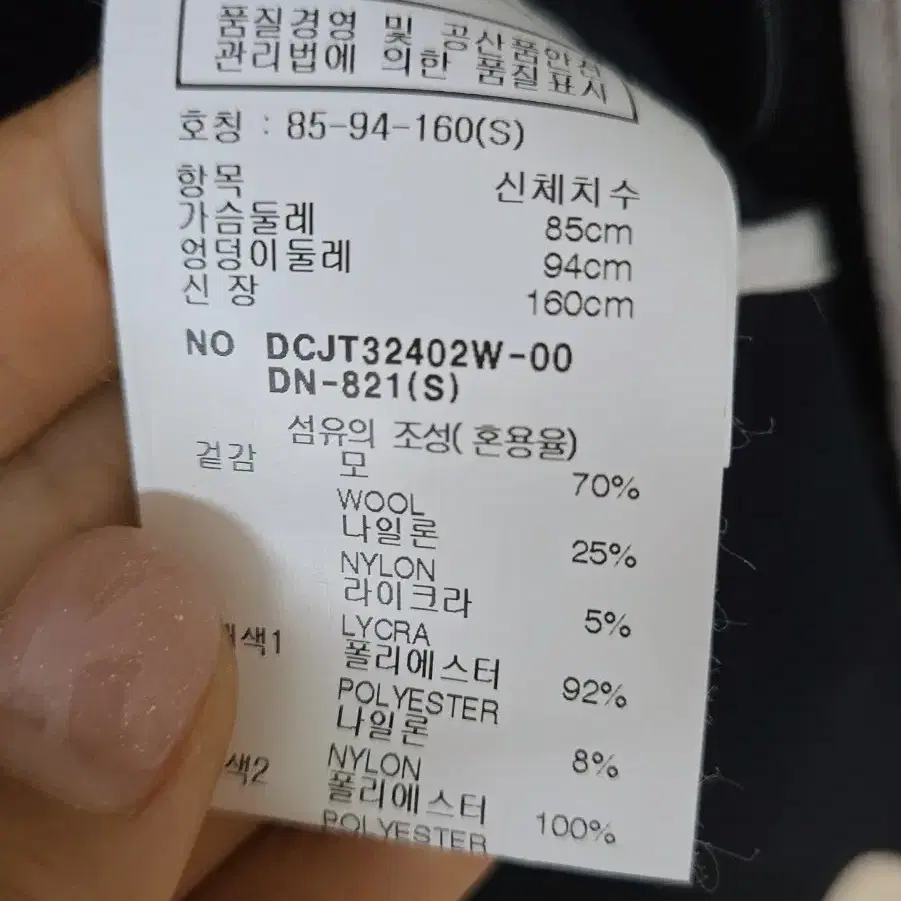 품질경영 및 공산품안전
관리법에 의한 품질표시
호칭 : 85-94-160(S)
항목 신체치수
가슴둘레 85cm
엉덩이둘레 94cm
신 장 160cm
NO DCJT32402W-00
DN-821(S)
섬유의 조성( 혼용율)
겉감 모 70%
WOOL
나일론 25%
NYLON
라이크라 5%
LYCRA
배색1 폴리에스터 92%
POLYESTER
나일론 8%
NYLON
색2 폴리에스터 100%
POLYESTER